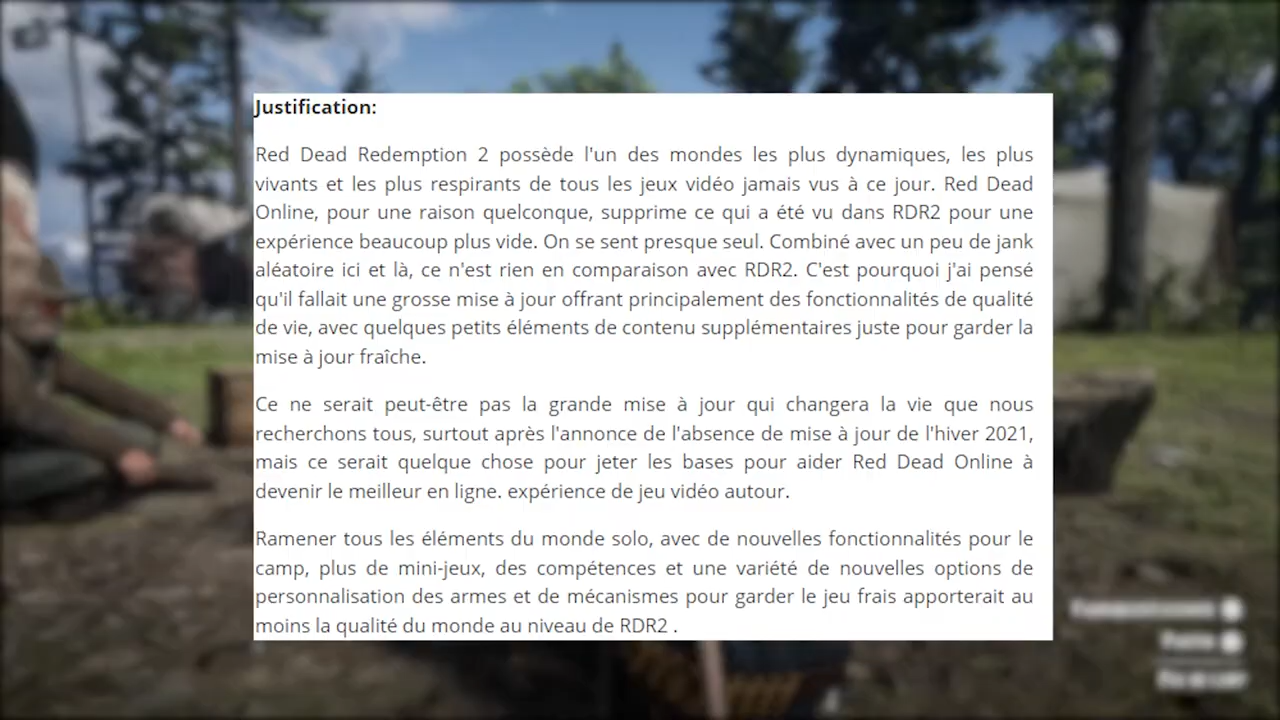 Justification:
Red Dead Redemption 2 possède l'un des mondes les plus dynamiques, les plus
vivants et les plus respirants de tous les jeux vidéo jamais vus à ce jour. Red Dead
Online, pour une raison quelconque, supprime ce qui a été vu dans RDR2 pour une
expérience beaucoup plus vide. On se sent presque seul. Combiné avec un peu de jank
aléatoire ici et là, ce n'est rien en comparaison avec RDR2. C'est pourquoi j'ai pensé
qu'il fallait une grosse mise à jour offrant principalement des fonctionnalités de qualité
de vie, avec quelques petits éléments de contenu supplémentaires juste pour garder la
mise à jour fraîche.
Ce ne serait peut-être pas la grande mise à jour qui changera la vie que nous
recherchons tous, surtout après l'annonce de l'absence de mise à jour de l'hiver 2021,
mais ce serait quelque chose pour jeter les bases pour aider Red Dead Online à
devenir le meilleur en ligne. expérience de jeu vidéo autour.
Ramener tous les éléments du monde solo, avec de nouvelles fonctionnalités pour le
camp, plus de mini-jeux, des compétences et une variété de nouvelles options de
personnalisation des armes et de mécanismes pour garder le jeu frais apporterait au
moins la qualité du monde au niveau de RDR2 .